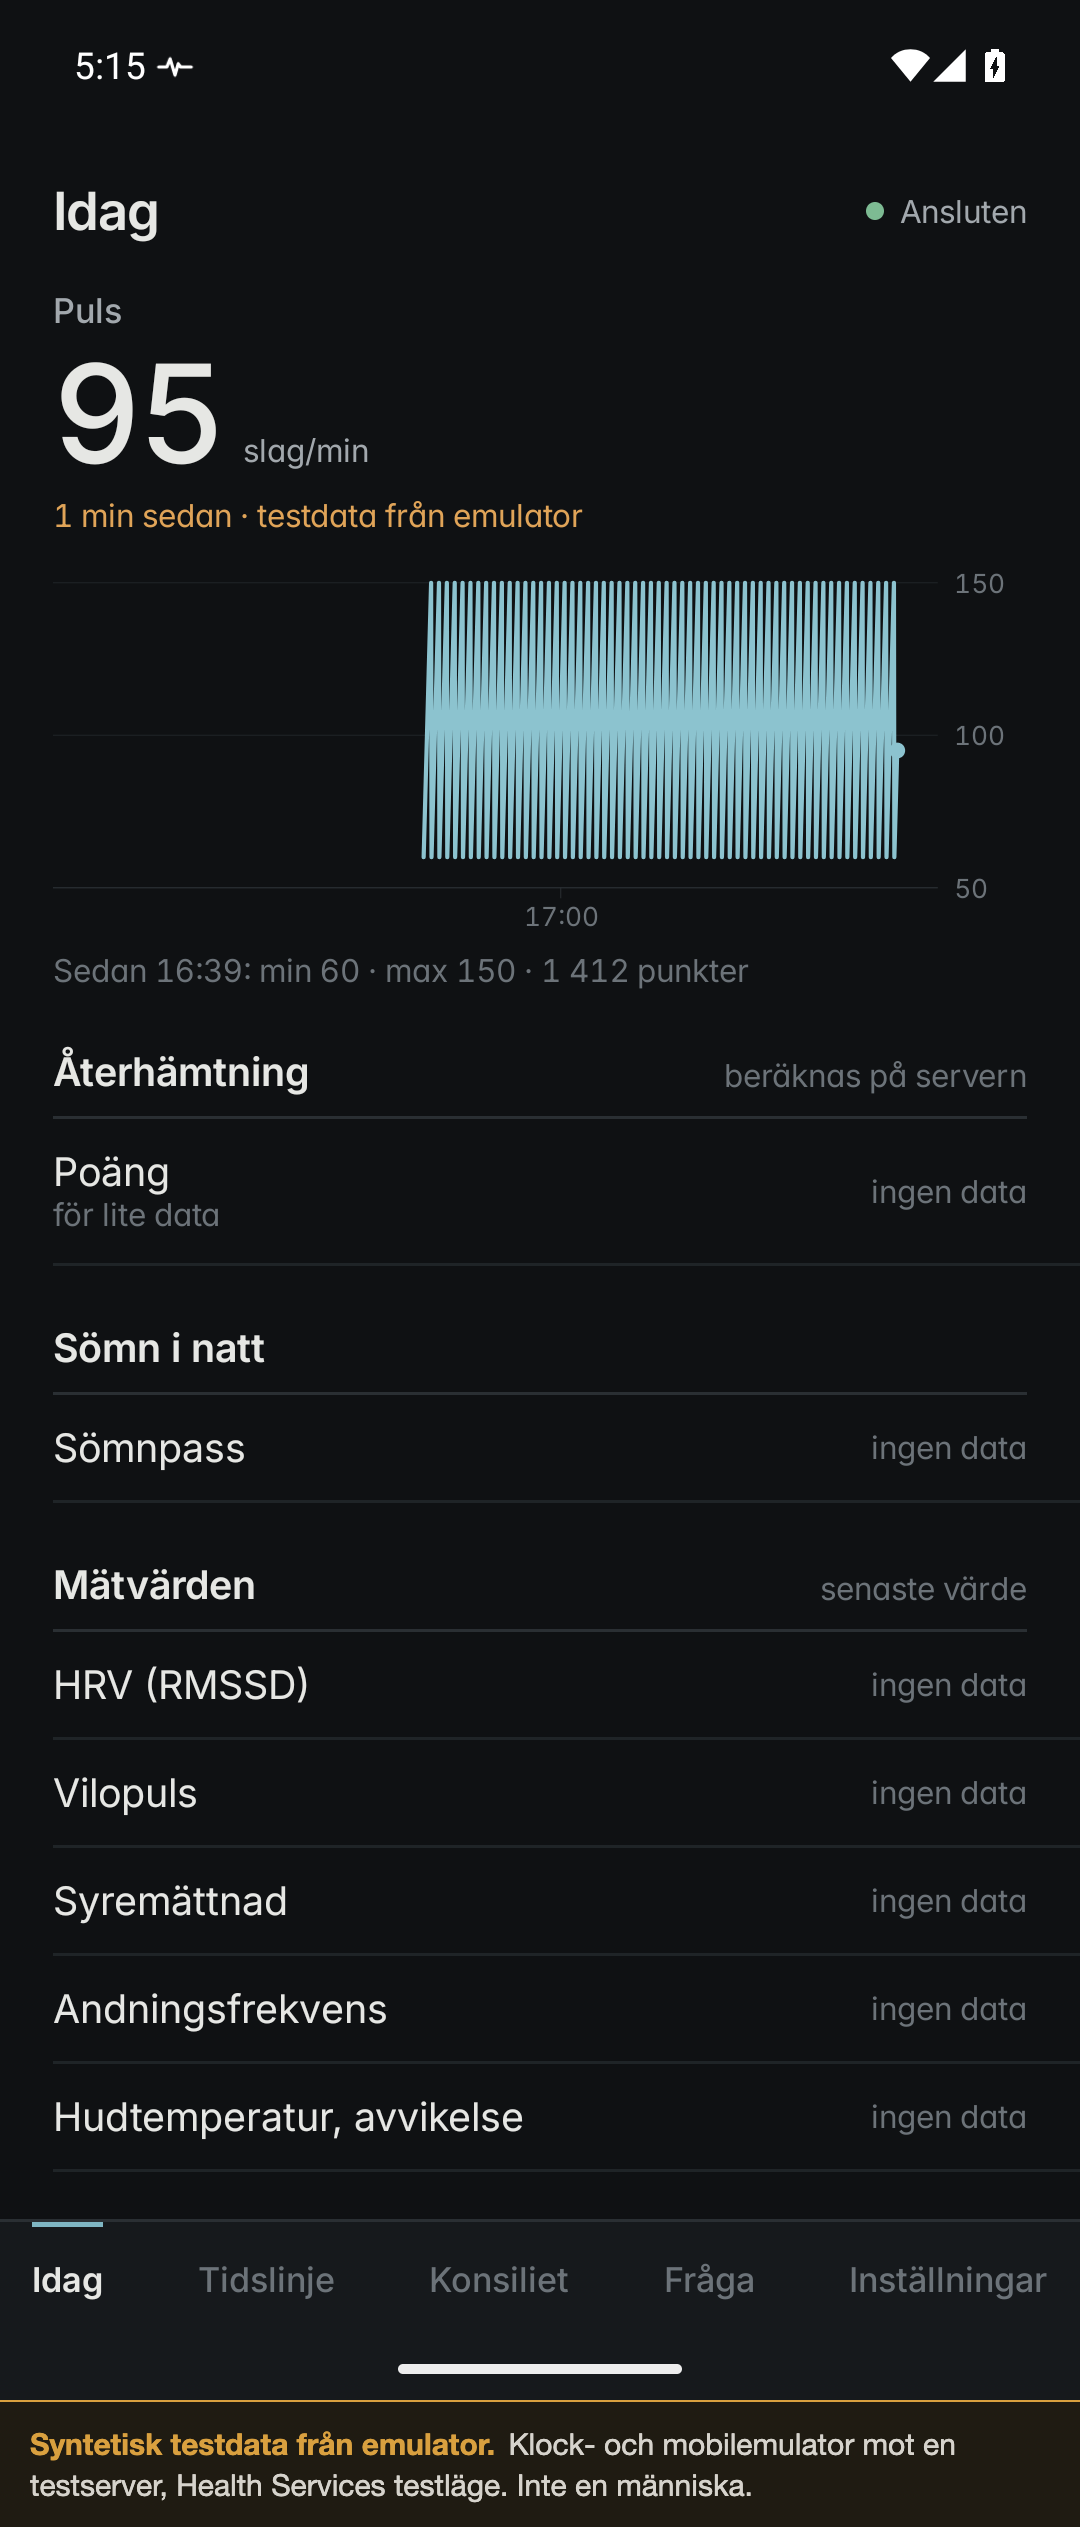 5:15
Idag
Ansluten
Puls
95 slag/min
1 min sedan · testdata från emulator
150
100
50
17:00
Sedan 16:39: min 60 · max 150 · 1 412 punkter
Återhämtning
beräknas på servern
Poäng
för lite data
ingen data
Sömn i natt
Sömnpass
ingen data
Mätvärden
senaste värde
HRV (RMSSD)
ingen data
Vilopuls
ingen data
Syremättnad
ingen data
Andningsfrekvens
ingen data
Hudtemperatur, avvikelse
ingen data
Idag
Tidslinje
Konsiliet
Fråga
Inställningar
Syntetisk testdata från emulator. Klock- och mobilemulator mot en
testserver, Health Services testläge. Inte en människa.